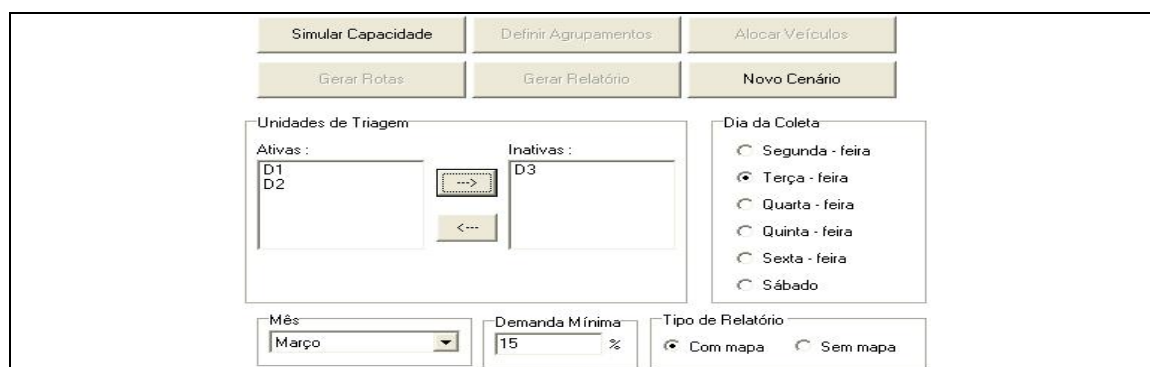 Simular Capacidade Definir Agrupamentos Alocar Veículos
Gerar Rotas Gerar Relatório Novo Cenário
Unidades de Triagem
Ativas :
D1
D2
--->
<---
Inativas :
D3
Dia da Coleta
Segunda - feira
Terça - feira
Quarta - feira
Quinta - feira
Sexta - feira
Sábado
Mês
Março
Demanda Mínima
15 %
Tipo de Relatório
Com mapa Sem mapa